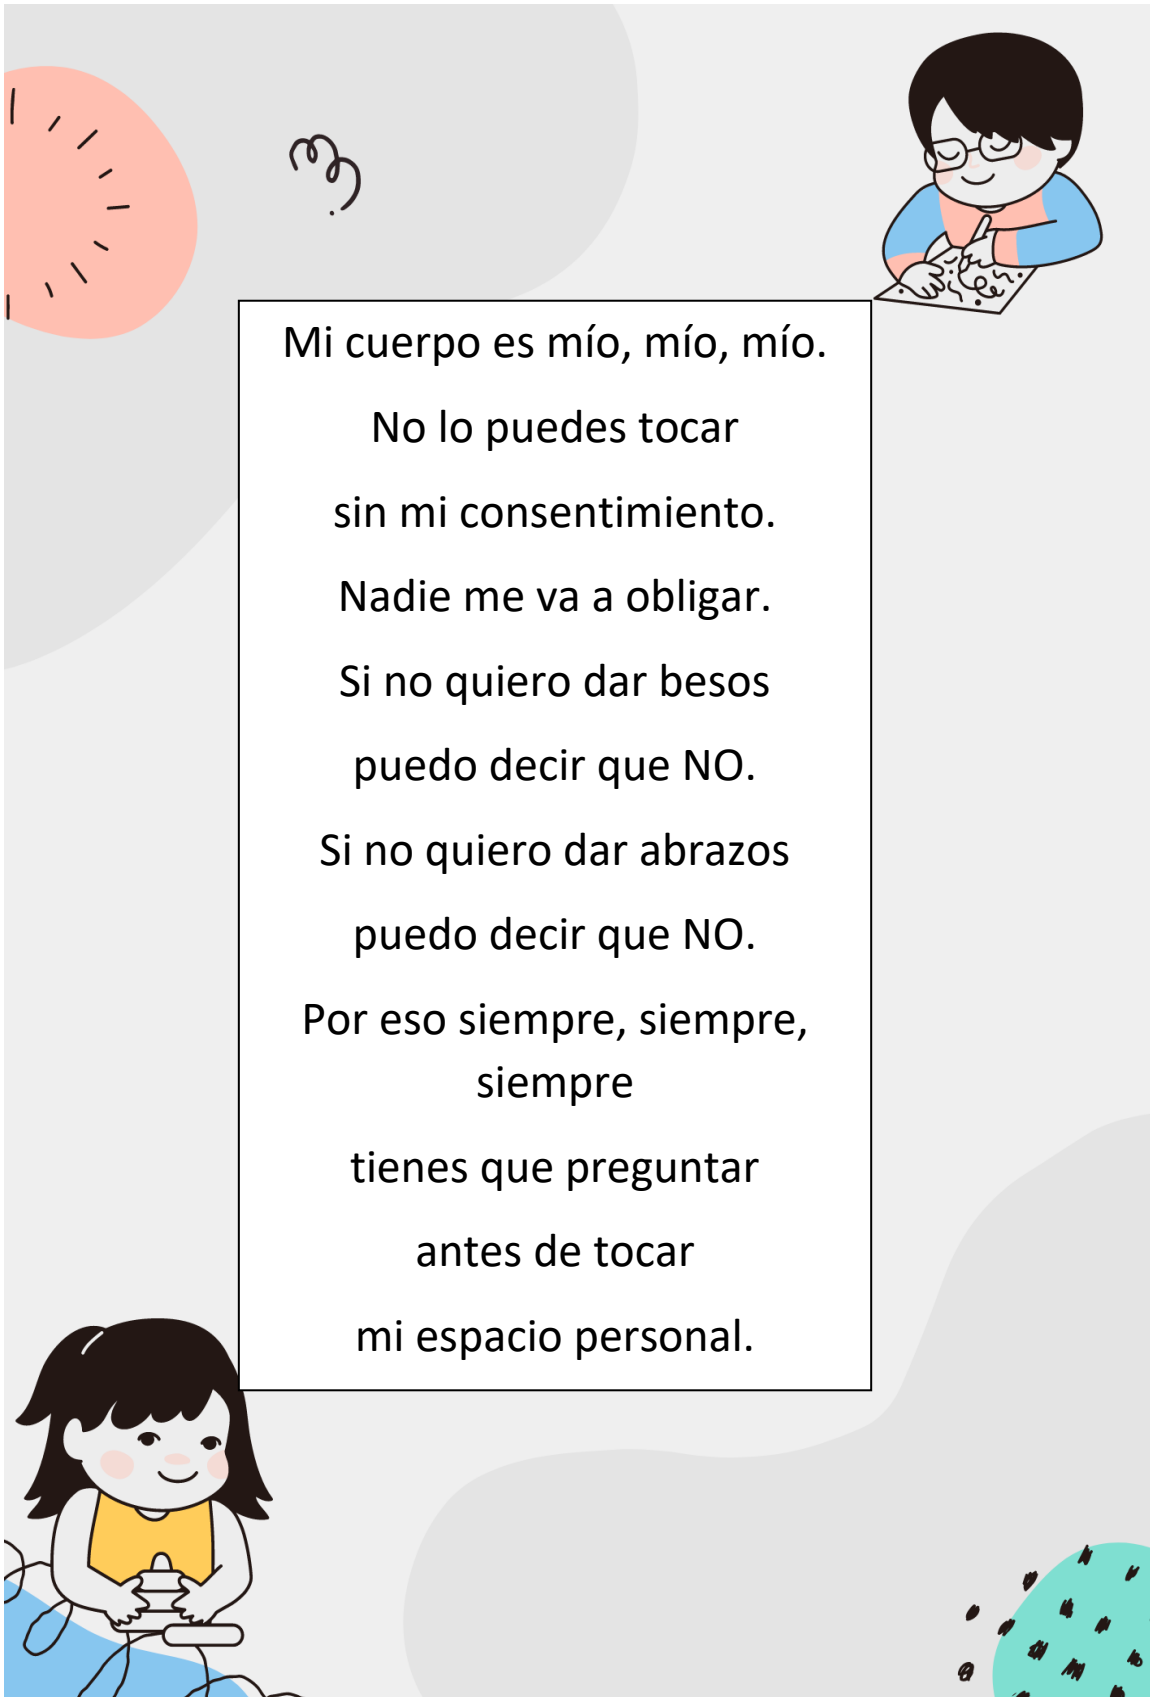 Mi cuerpo es mío, mío, mío.
No lo puedes tocar
sin mi consentimiento.
Nadie me va a obligar.
Si no quiero dar besos
puedo decir que NO.
Si no quiero dar abrazos
puedo decir que NO.
Por eso siempre, siempre,
siempre
tienes que preguntar
antes de tocar
mi espacio personal.